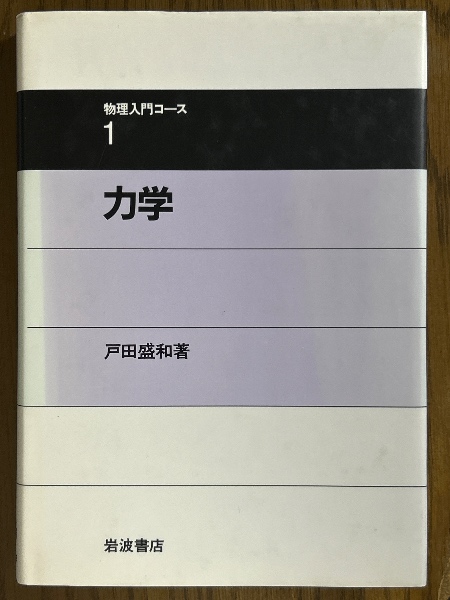 物理入門コース
1
力学
戸田盛和著
岩波書店